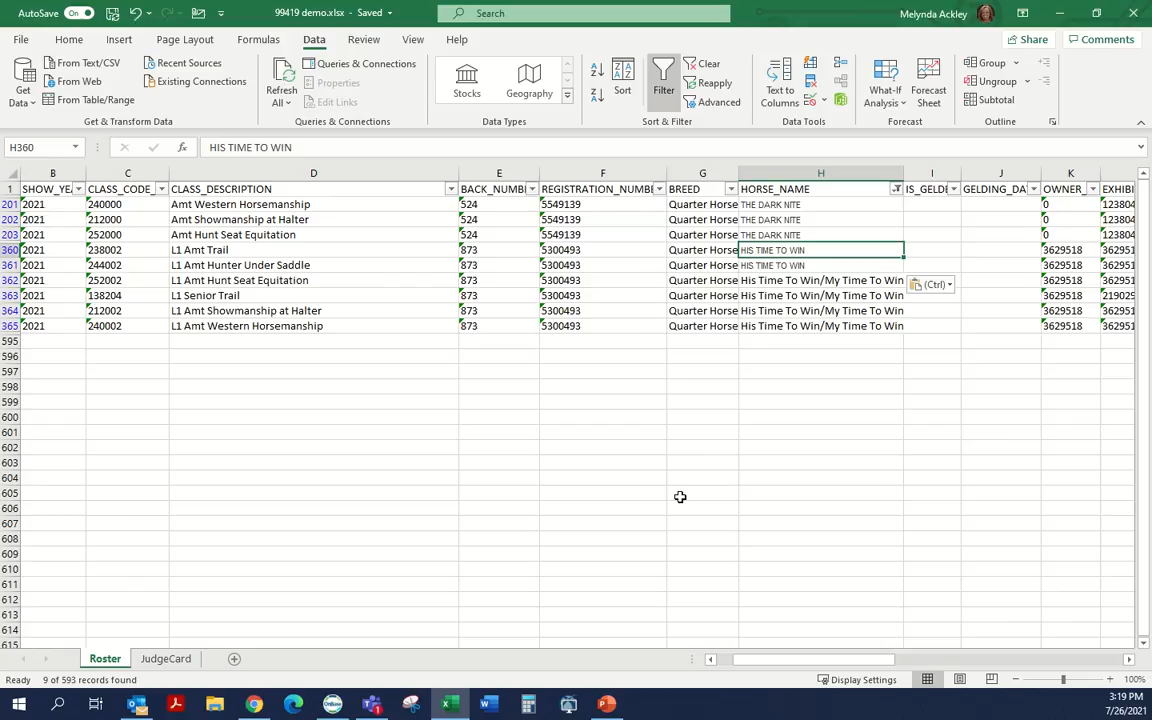 AutoSave On 99419 demo.xlsx - Saved Search Melynda Ackley
File Home Insert Page Layout Formulas Data Review View Help Share Comments
Get Data From Text/CSV From Web From Table/Range Recent Sources Existing Connections
Get & Transform Data
Refresh All Queries & Connections Properties Edit Links
Queries & Connections
Stocks Geography
Data Types
Sort Filter Clear Reapply Advanced
Sort & Filter
Text to Columns
Data Tools
What-If Analysis Forecast Sheet
Forecast
Group Ungroup Subtotal
Outline
H360 fx HIS TIME TO WIN
B C D E F G H I J K
1 SHOW_YEA CLASS_CODE_ CLASS_DESCRIPTION BACK_NUMBE REGISTRATION_NUMBE BREED HORSE_NAME IS_GELDE GELDING_DA OWNER_ EXHIBI
201 2021 240000 Amt Western Horsemanship 524 5549139 Quarter Horse THE DARK NITE 0 123804
202 2021 212000 Amt Showmanship at Halter 524 5549139 Quarter Horse THE DARK NITE 0 123804
203 2021 252000 Amt Hunt Seat Equitation 524 5549139 Quarter Horse THE DARK NITE 0 123804
360 2021 238002 L1 Amt Trail 873 5300493 Quarter Horse HIS TIME TO WIN 3629518 362951
361 2021 244002 L1 Amt Hunter Under Saddle 873 5300493 Quarter Horse HIS TIME TO WIN 3629518 362951
362 2021 252002 L1 Amt Hunt Seat Equitation 873 5300493 Quarter Horse His Time To Win/My Time To Win 3629518 362951
363 2021 138204 L1 Senior Trail 873 5300493 Quarter Horse His Time To Win/My Time To Win 3629518 219029
364 2021 212002 L1 Amt Showmanship at Halter 873 5300493 Quarter Horse His Time To Win/My Time To Win 3629518 362951
365 2021 240002 L1 Amt Western Horsemanship 873 5300493 Quarter Horse His Time To Win/My Time To Win 3629518 362951
(Ctrl)
595
596
597
598
599
600
601
602
603
604
605
606
607
608
609
610
611
612
613
614
615
Roster JudgeCard
Ready 9 of 593 records found Display Settings 100%
3:19 PM
7/26/2021